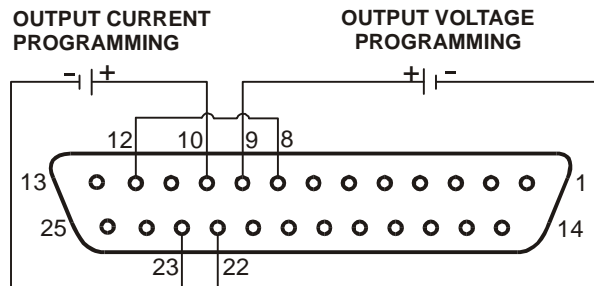 OUTPUT CURRENT
PROGRAMMING
OUTPUT VOLTAGE
PROGRAMMING
- +
+ -
12 10 9 8
13 1
25 14
23 22